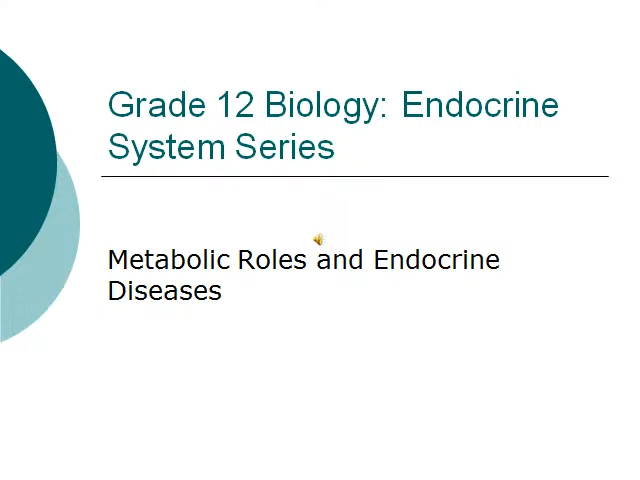 Grade 12 Biology: Endocrine
System Series
Metabolic Roles and Endocrine
Diseases